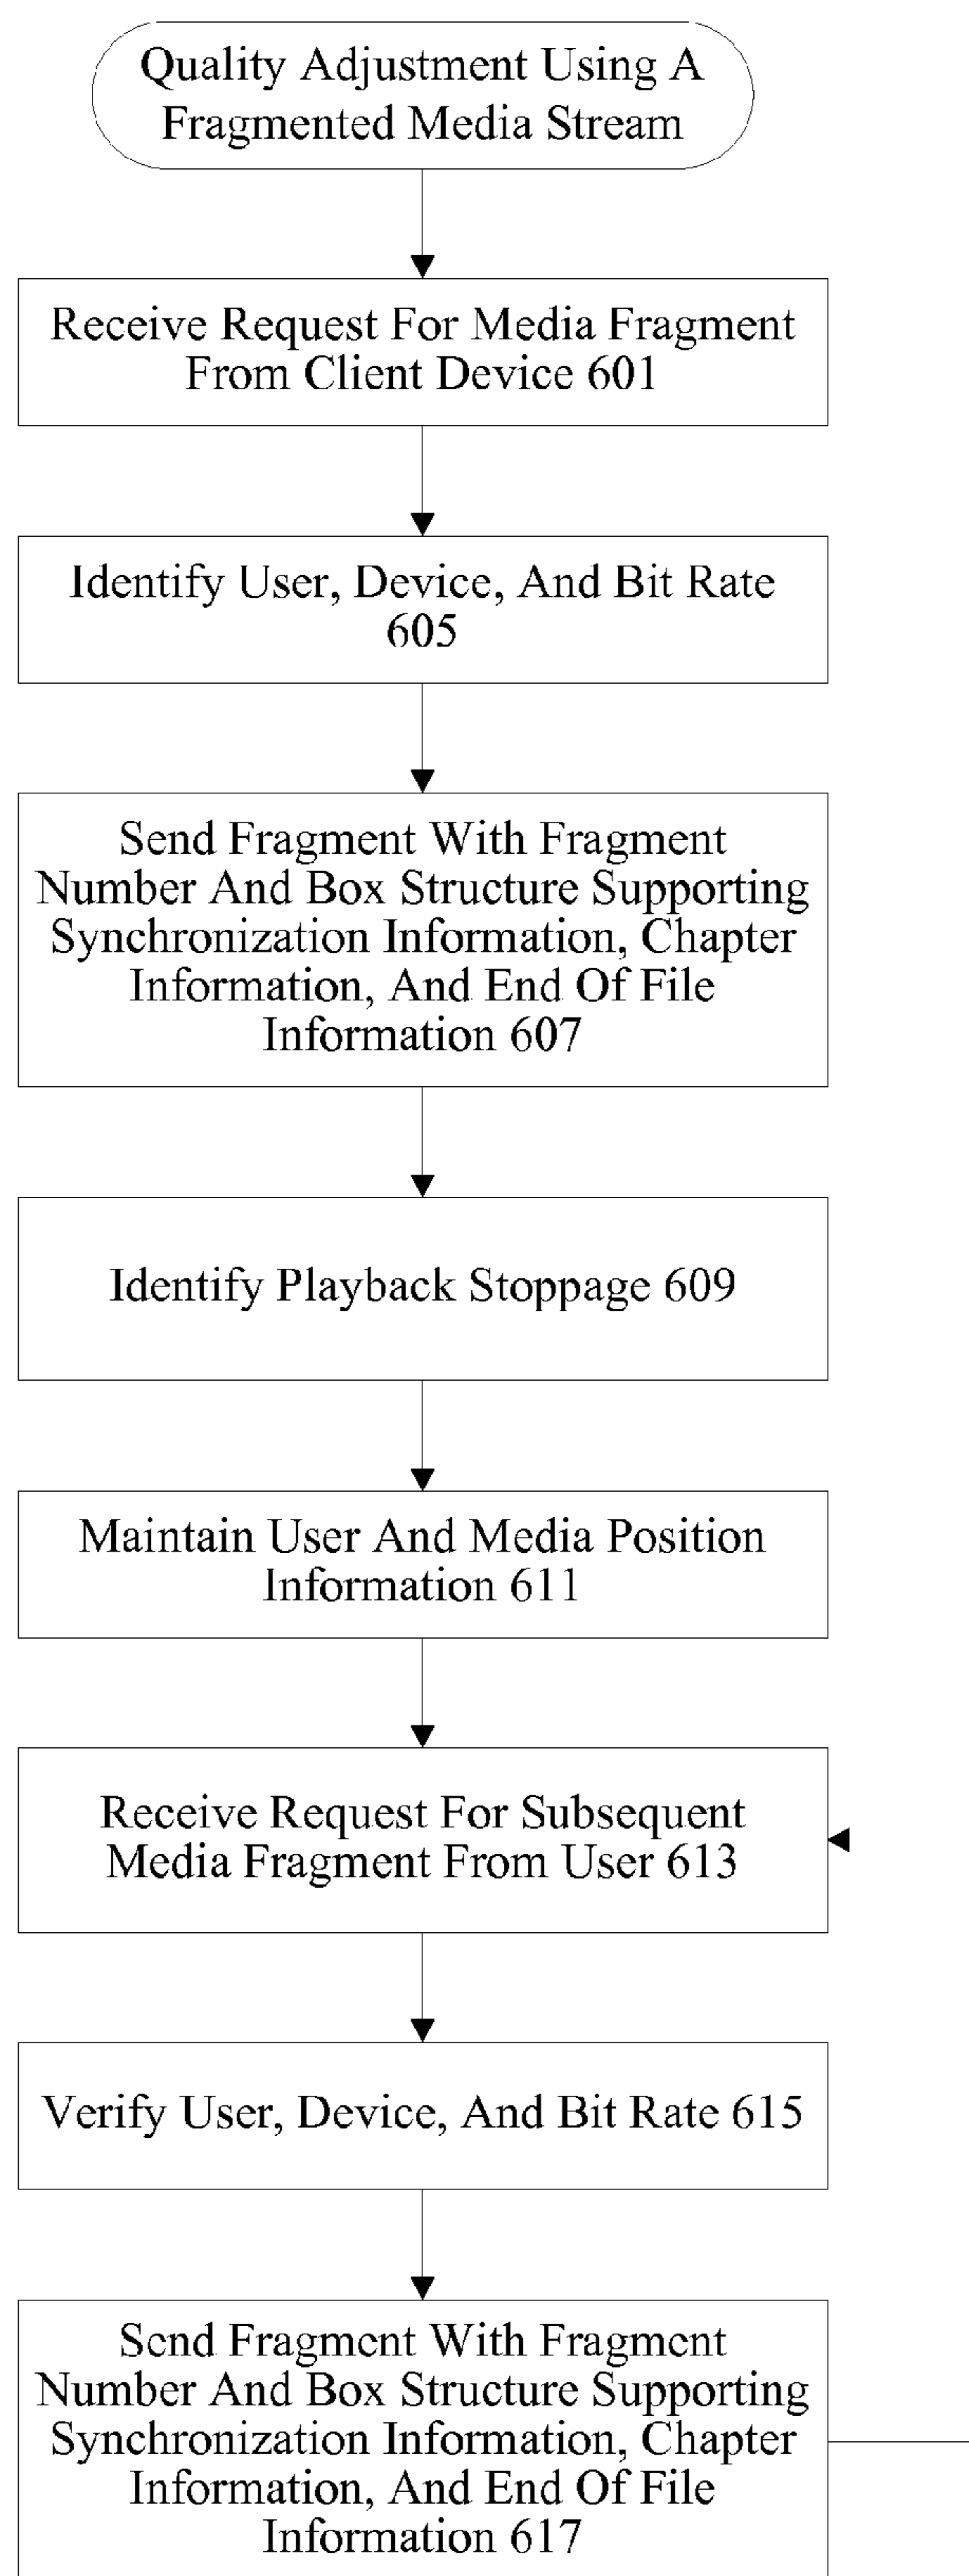 Quality Adjustment Using A
Fragmented Media Stream
Receive Request For Media Fragment
From Client Device 601
Identify User, Device, And Bit Rate
605
Send Fragment With Fragment
Number And Box Structure Supporting
Synchronization Information, Chapter
Information, And End Of File
Information 607
Identify Playback Stoppage 609
Maintain User And Media Position
Information 611
Receive Request For Subsequent
Media Fragment From User 613
Verify User, Device, And Bit Rate 615
Send Fragment With Fragment
Number And Box Structure Supporting
Synchronization Information, Chapter
Information, And End Of File
Information 617